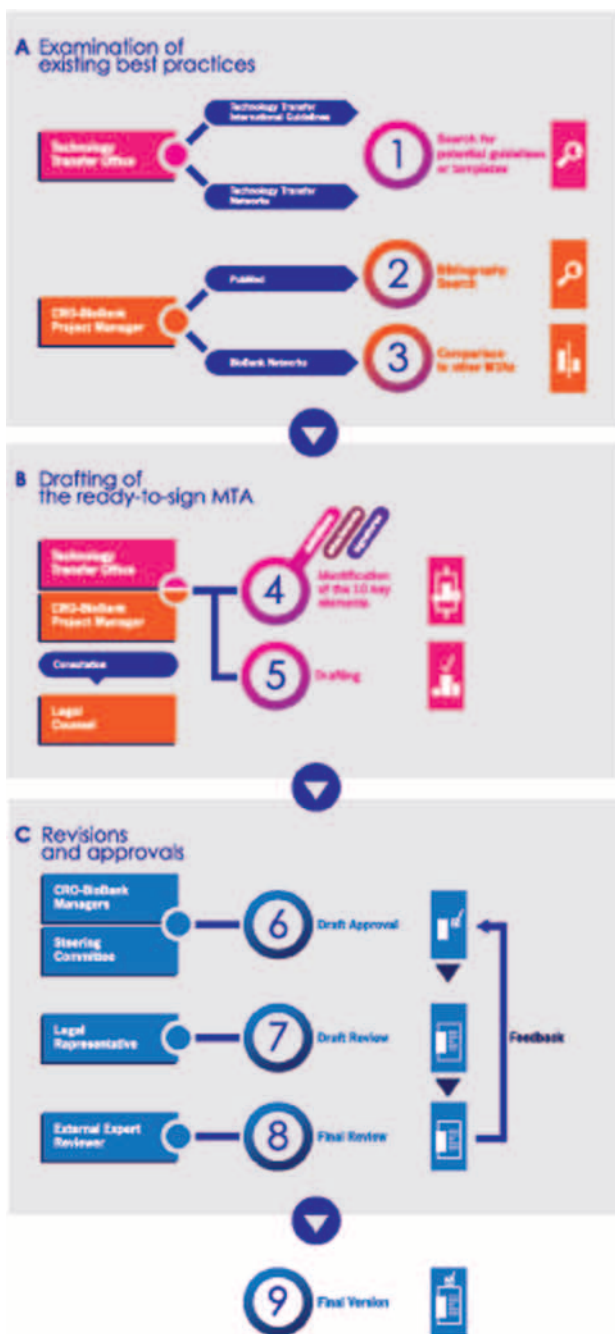 A Examination of
existing best practices
Technology
Transfer Office
Technology Transfer
International Guidelines
Technology Transfer
Networks
1
Search for
potential guidelines
or templates
CRO-BioBank
Project Manager
PubMed
BioBank Networks
2
Bibliography
Search
3
Comparison
to other MTAs
B Drafting of
the ready-to-sign MTA
Technology
Transfer Office
CRO-BioBank
Project Manager
Consultation
Legal
Counsel
4
Identification
of the 10 key
elements
5
Drafting
C Revisions
and approvals
CRO-BioBank
Managers
Steering
Committee
6
Draft Approval
Legal
Representative
7
Draft Review
Feedback
External Expert
Reviewer
8
Final Review
9
Final Version